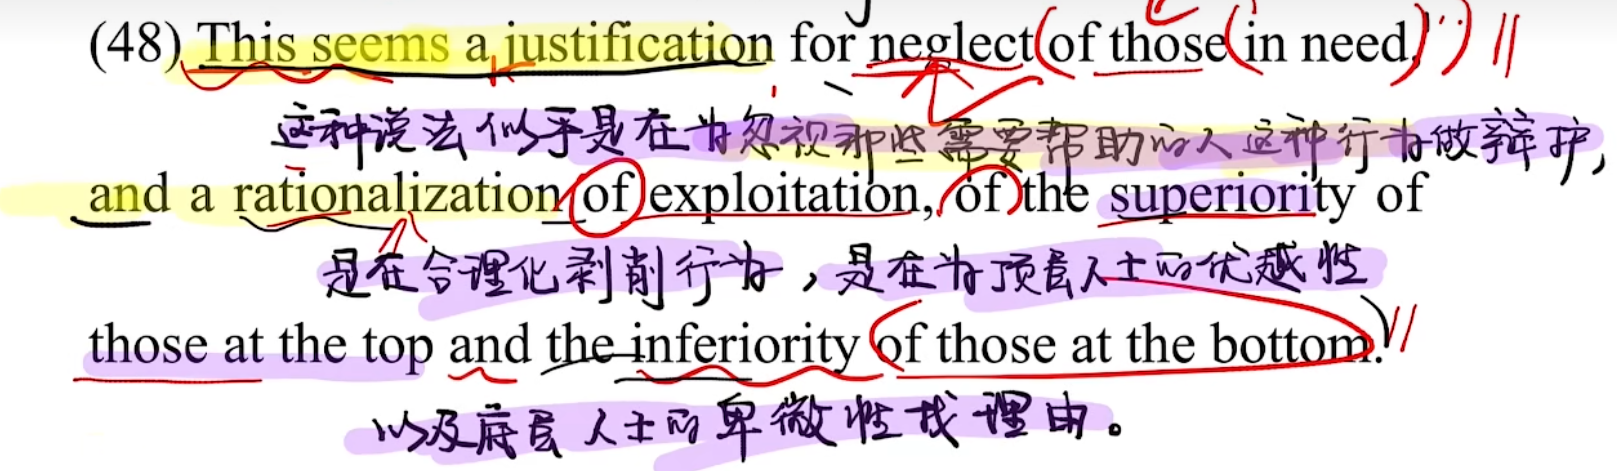 (48) This seems a justification for neglect of those in need,
这种说法似乎是在为忽视那些需要帮助的人这种行为做辩护,
and a rationalization of exploitation, of the superiority of
是在合理化剥削行为，是在为顶层人士的优越性
those at the top and the inferiority of those at the bottom.
以及底层人士的卑微性找理由。